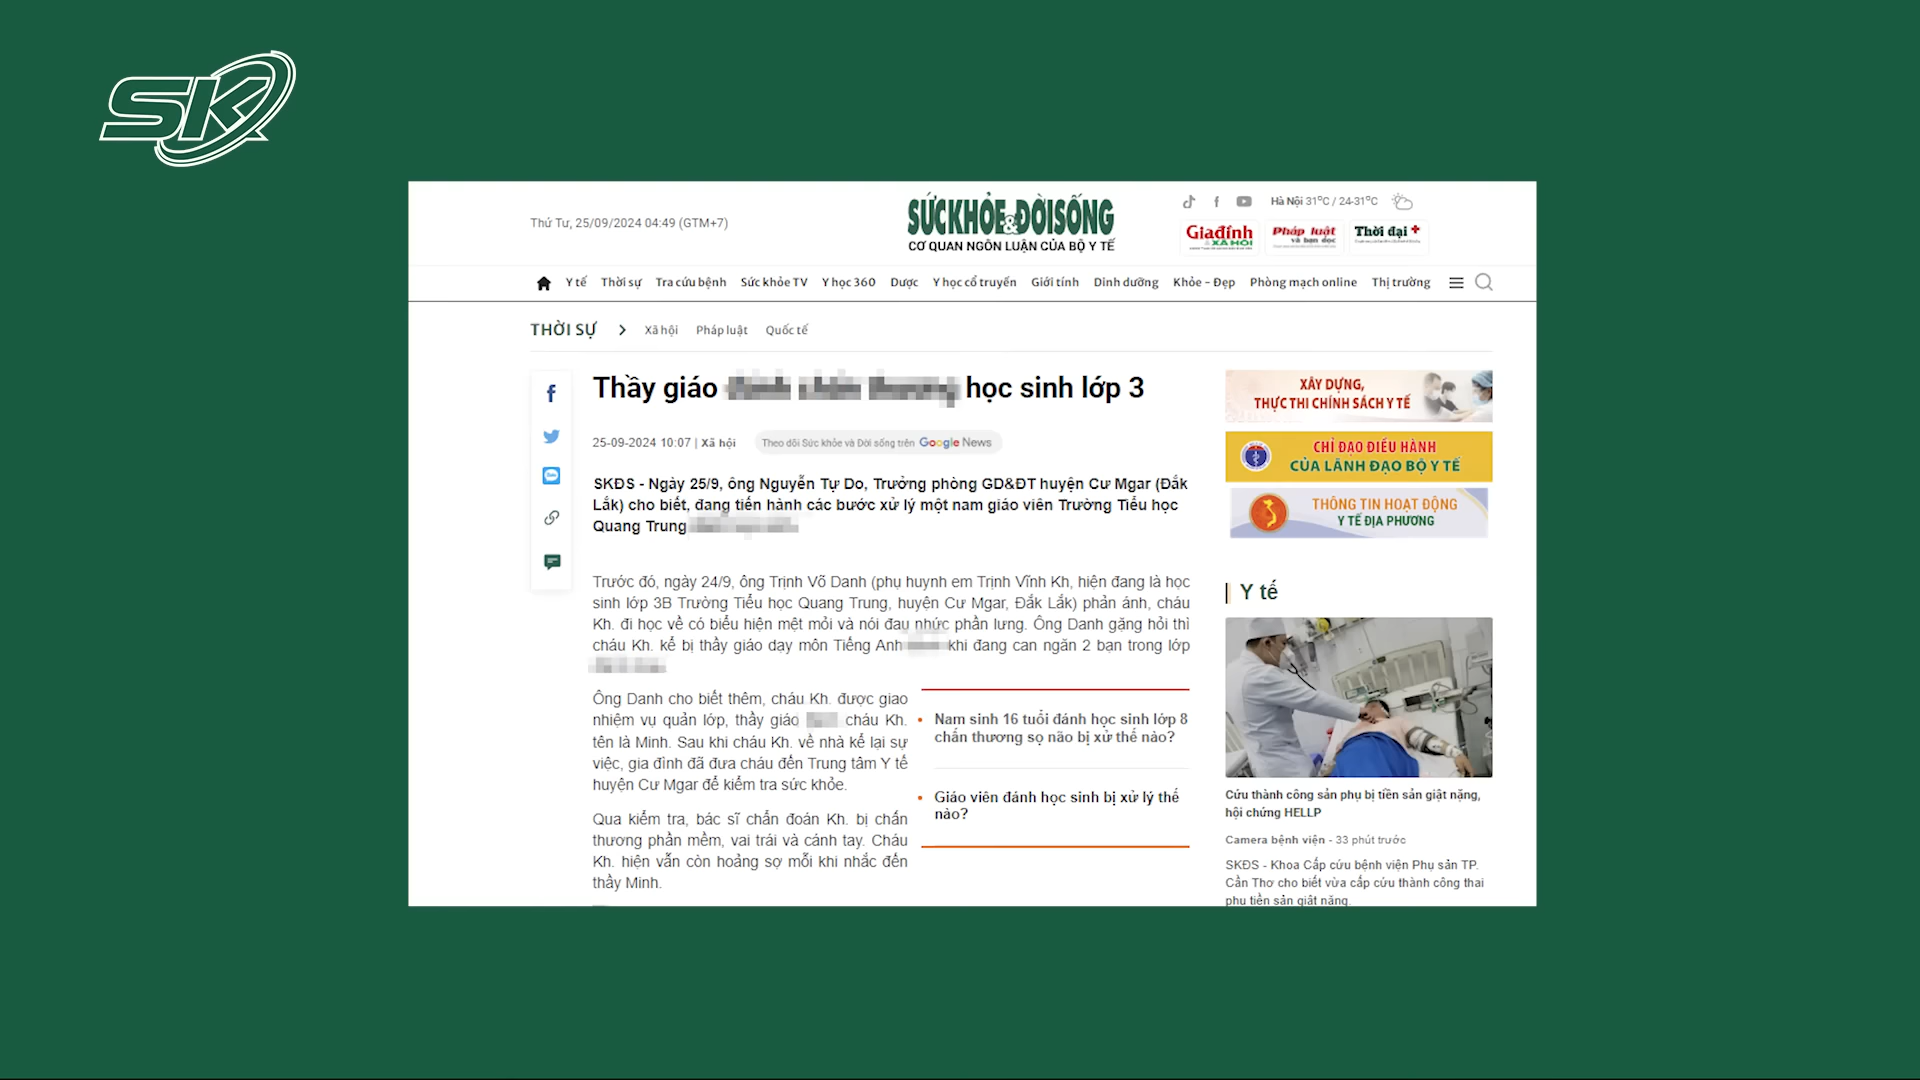 SK
Thứ Tư, 25/09/2024 04:49 (GTM+7)
SỨC KHỎE & ĐỜI SỐNG
CƠ QUAN NGÔN LUẬN CỦA BỘ Y TẾ
Hà Nội 31°C / 24-31°C
Gia đình & XÃ HỘI
Pháp luật và bạn đọc
Thời đại +
Y tế Thời sự Tra cứu bệnh Sức khỏe TV Y học 360 Dược Y học cổ truyền Giới tính Dinh dưỡng Khỏe - Đẹp Phòng mạch online Thị trường
THỜI SỰ Xã hội Pháp luật Quốc tế
Thầy giáo học sinh lớp 3
25-09-2024 10:07 | Xã hội Theo dõi Sức khỏe và Đời sống trên Google News
SKĐS - Ngày 25/9, ông Nguyễn Tự Do, Trưởng phòng GD&ĐT huyện Cư Mgar (Đắk
Lắk) cho biết, đang tiến hành các bước xử lý một nam giáo viên Trường Tiểu học
Quang Trung
Trước đó, ngày 24/9, ông Trịnh Võ Danh (phụ huynh em Trịnh Vĩnh Kh, hiện đang là học
sinh lớp 3B Trường Tiểu học Quang Trung, huyện Cư Mgar, Đắk Lắk) phản ánh, cháu
Kh. đi học về có biểu hiện mệt mỏi và nói đau nhức phần lưng. Ông Danh gặng hỏi thì
cháu Kh. kể bị thầy giáo dạy môn Tiếng Anh khi đang can ngăn 2 bạn trong lớp
Ông Danh cho biết thêm, cháu Kh. được giao
nhiệm vụ quản lớp, thầy giáo cháu Kh.
tên là Minh. Sau khi cháu Kh. về nhà kể lại sự
việc, gia đình đã đưa cháu đến Trung tâm Y tế
huyện Cư Mgar để kiểm tra sức khỏe.
Qua kiểm tra, bác sĩ chẩn đoán Kh. bị chấn
thương phần mềm, vai trái và cánh tay. Cháu
Kh. hiện vẫn còn hoảng sợ mỗi khi nhắc đến
thầy Minh.
Nam sinh 16 tuổi đánh học sinh lớp 8
chấn thương sọ não bị xử thế nào?
Giáo viên đánh học sinh bị xử lý thế
nào?
XÂY DỰNG,
THỰC THI CHÍNH SÁCH Y TẾ
CHỈ ĐẠO ĐIỀU HÀNH
CỦA LÃNH ĐẠO BỘ Y TẾ
THÔNG TIN HOẠT ĐỘNG
Y TẾ ĐỊA PHƯƠNG
Y tế
Cứu thành công sản phụ bị tiền sản giật nặng,
hội chứng HELLP
Camera bệnh viện - 33 phút trước
SKĐS - Khoa Cấp cứu bệnh viện Phụ sản TP.
Cần Thơ cho biết vừa cấp cứu thành công thai
phụ tiền sản giật nặng.